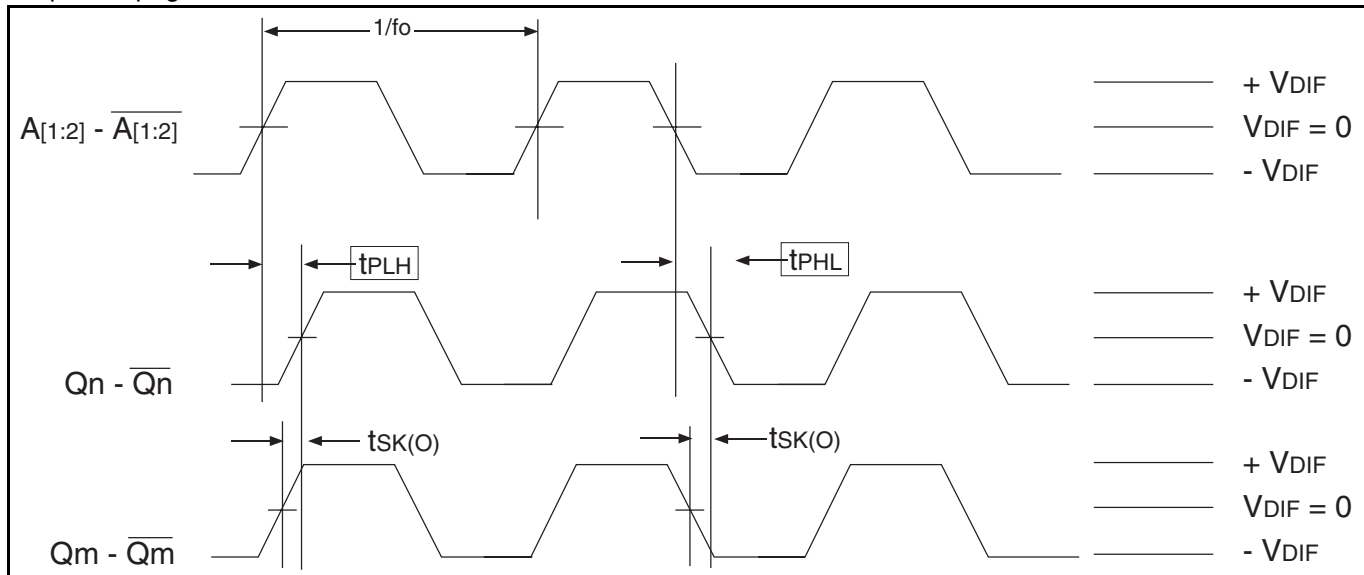 1/fo
A[1:2] - A[1:2]
+ VDIF
VDIF = 0
- VDIF
tPLH
tPHL
Qn - Qn
+ VDIF
VDIF = 0
- VDIF
tSK(O)
tSK(O)
Qm - Qm
+ VDIF
VDIF = 0
- VDIF